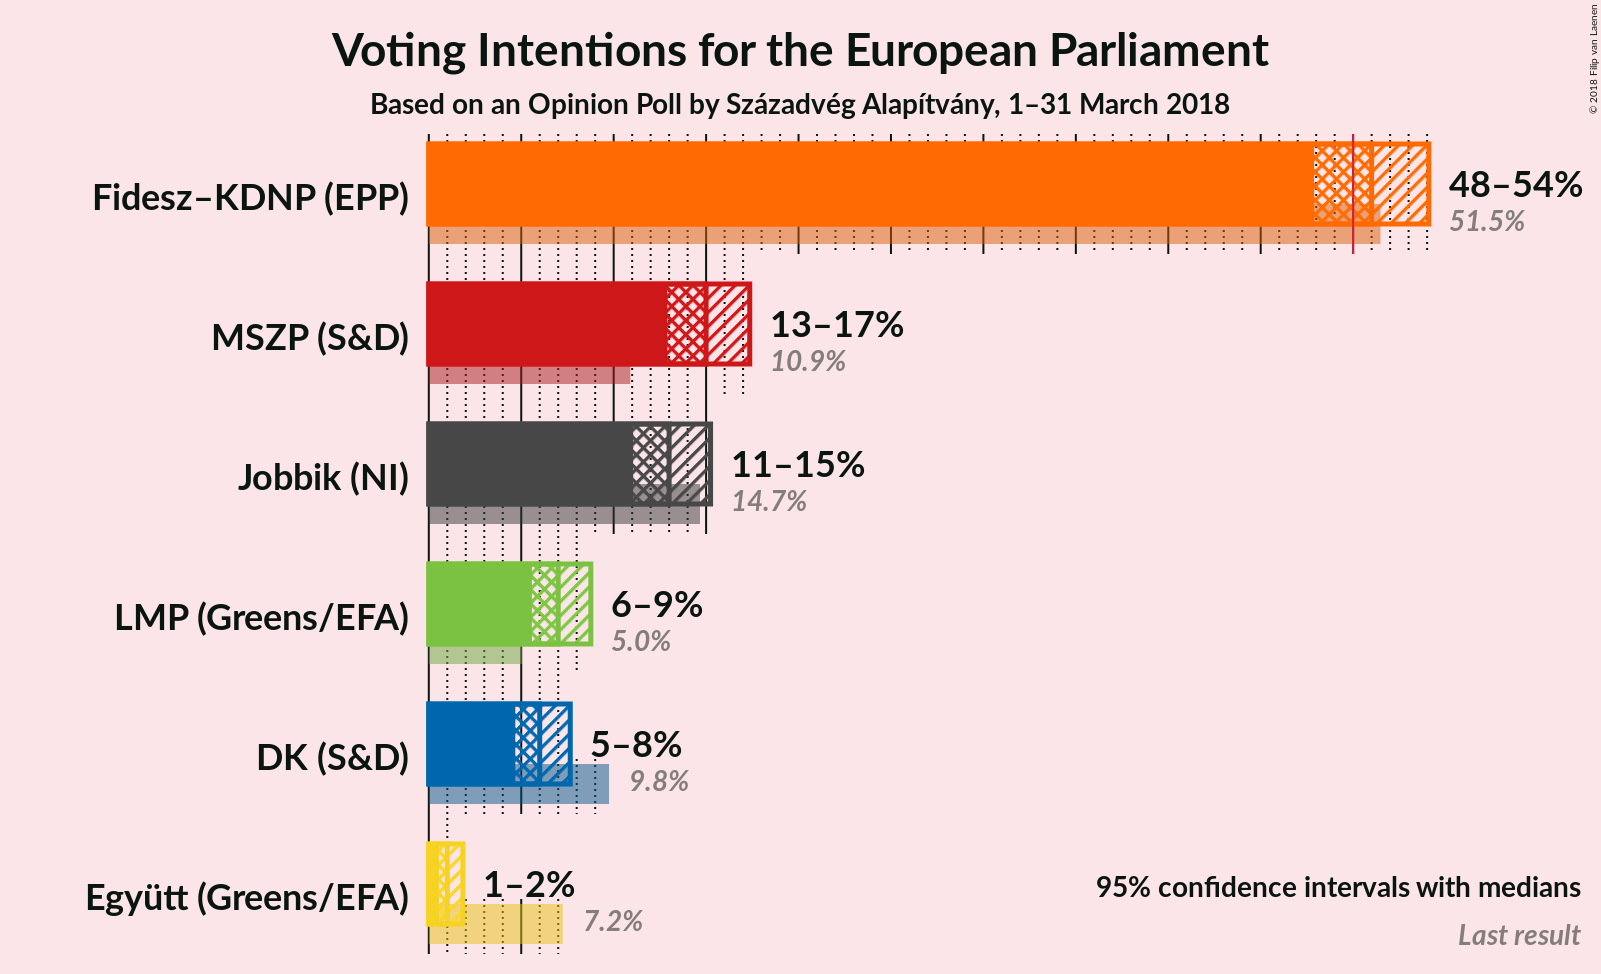 Voting Intentions for the European Parliament
Based on an Opinion Poll by Századvég Alapítvány, 1–31 March 2018
© 2018 Filip van Laenen
Fidesz–KDNP (EPP)
48–54%
51.5%
MSZP (S&D)
13–17%
10.9%
Jobbik (NI)
11–15%
14.7%
LMP (Greens/EFA)
6–9%
5.0%
DK (S&D)
5–8%
9.8%
Együtt (Greens/EFA)
1–2%
7.2%
95% confidence intervals with medians
Last result